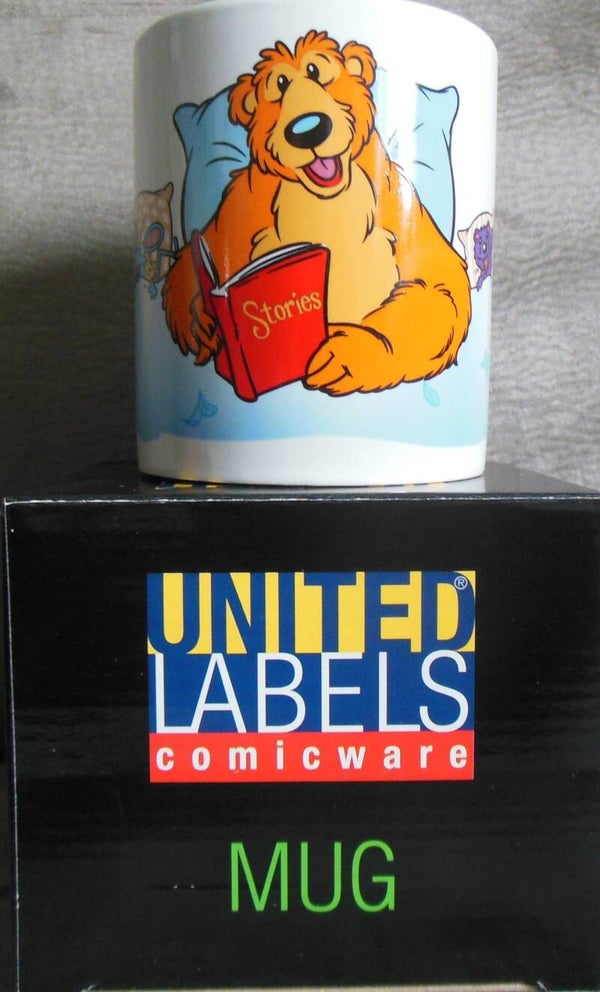 Stories
UNITED®
LABELS
comicware
MUG